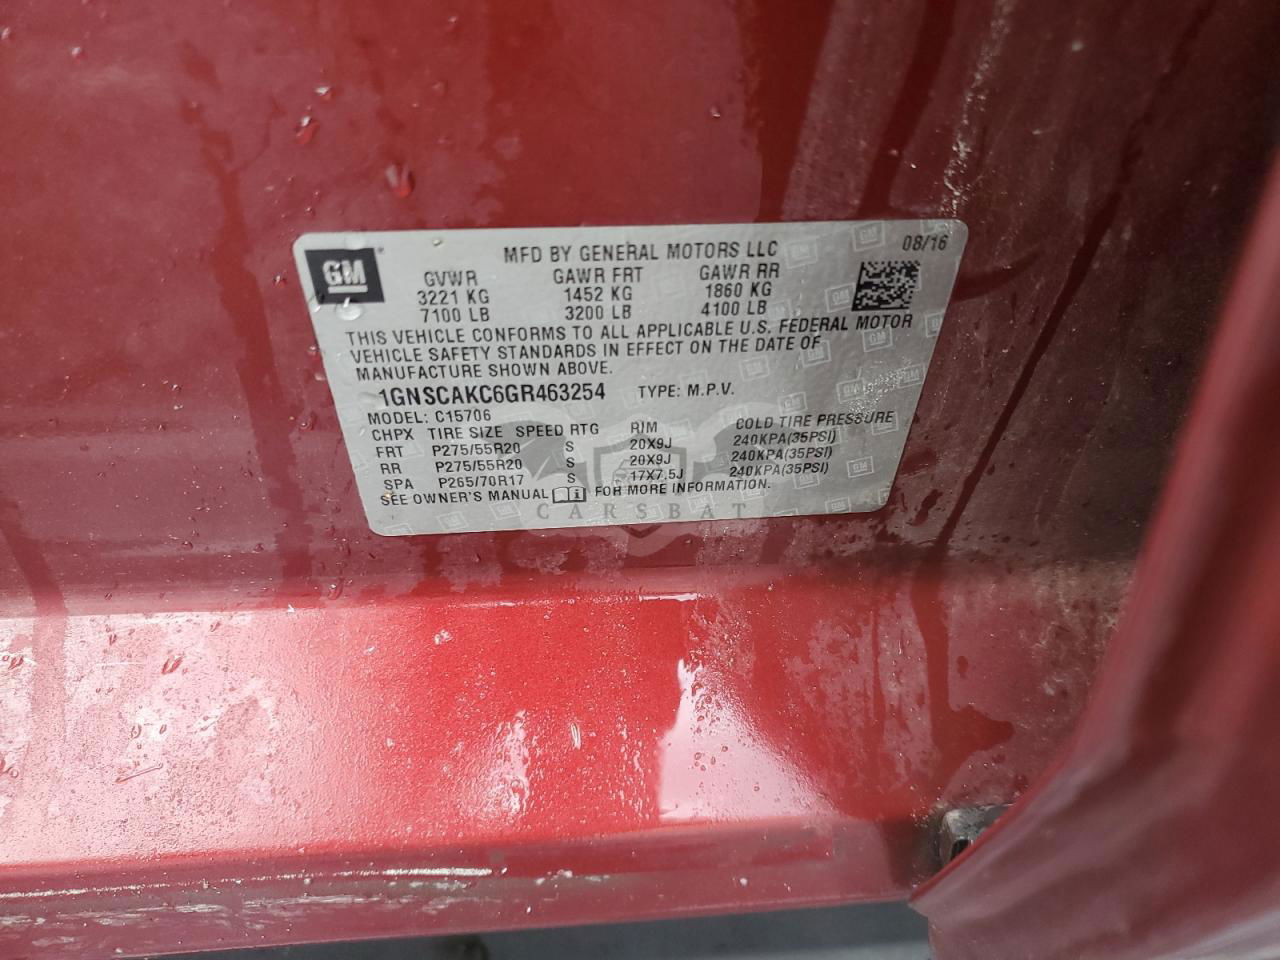 GM
MFD BY GENERAL MOTORS LLC 08/16
GVWR GAWR FRT GAWR RR
3221 KG 1452 KG 1860 KG
7100 LB 3200 LB 4100 LB
THIS VEHICLE CONFORMS TO ALL APPLICABLE U.S. FEDERAL MOTOR
VEHICLE SAFETY STANDARDS IN EFFECT ON THE DATE OF
MANUFACTURE SHOWN ABOVE.
1GNSCAKC6GR463254 TYPE: M.P.V.
MODEL: C15706
CHPX TIRE SIZE SPEED RTG RIM COLD TIRE PRESSURE
FRT P275/55R20 S 20X9J 240KPA(35PSI)
RR P275/55R20 S 20X9J 240KPA(35PSI)
SPA P265/70R17 S 17X7.5J 240KPA(35PSI)
SEE OWNER'S MANUAL FOR MORE INFORMATION.
CARSBAT